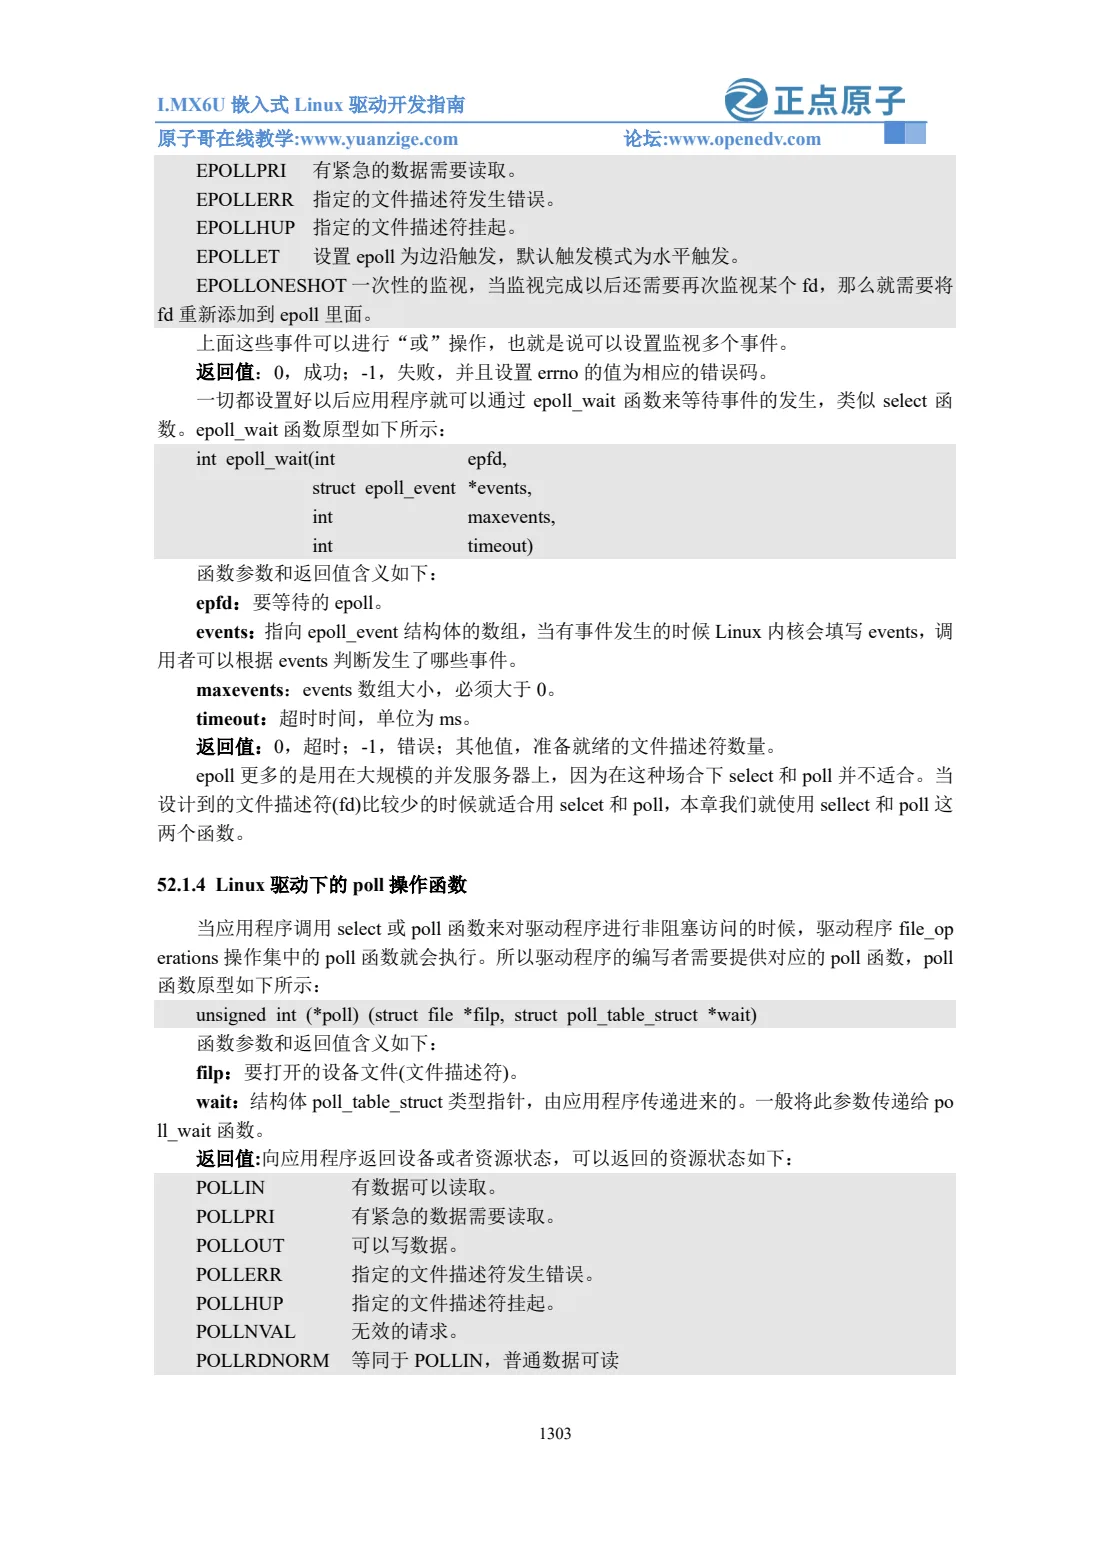 I.MX6U 嵌入式 Linux 驱动开发指南
正点原子
原子哥在线教学:www.yuanzige.com 论坛:www.openedv.com
EPOLLPRI 有紧急的数据需要读取。
EPOLLERR 指定的文件描述符发生错误。
EPOLLHUP 指定的文件描述符挂起。
EPOLLET 设置 epoll 为边沿触发，默认触发模式为水平触发。
EPOLLONESHOT 一次性的监视，当监视完成以后还需要再次监视某个 fd，那么就需要将
fd 重新添加到 epoll 里面。
上面这些事件可以进行“或”操作，也就是说可以设置监视多个事件。
返回值：0，成功；-1，失败，并且设置 errno 的值为相应的错误码。
一切都设置好以后应用程序就可以通过 epoll_wait 函数来等待事件的发生，类似 select 函
数。epoll_wait 函数原型如下所示：
int epoll_wait(int epfd,
struct epoll_event *events,
int maxevents,
int timeout)
函数参数和返回值含义如下：
epfd：要等待的 epoll。
events：指向 epoll_event 结构体的数组，当有事件发生的时候 Linux 内核会填写 events，调
用者可以根据 events 判断发生了哪些事件。
maxevents：events 数组大小，必须大于 0。
timeout：超时时间，单位为 ms。
返回值：0，超时；-1，错误；其他值，准备就绪的文件描述符数量。
epoll 更多的是用在大规模的并发服务器上，因为在这种场合下 select 和 poll 并不适合。当
设计到的文件描述符(fd)比较少的时候就适合用 selcet 和 poll，本章我们就使用 sellect 和 poll 这
两个函数。
52.1.4 Linux 驱动下的 poll 操作函数
当应用程序调用 select 或 poll 函数来对驱动程序进行非阻塞访问的时候，驱动程序 file_op
erations 操作集中的 poll 函数就会执行。所以驱动程序的编写者需要提供对应的 poll 函数，poll
函数原型如下所示：
unsigned int (*poll) (struct file *filp, struct poll_table_struct *wait)
函数参数和返回值含义如下：
filp：要打开的设备文件(文件描述符)。
wait：结构体 poll_table_struct 类型指针，由应用程序传递进来的。一般将此参数传递给 po
ll_wait 函数。
返回值:向应用程序返回设备或者资源状态，可以返回的资源状态如下：
POLLIN 有数据可以读取。
POLLPRI 有紧急的数据需要读取。
POLLOUT 可以写数据。
POLLERR 指定的文件描述符发生错误。
POLLHUP 指定的文件描述符挂起。
POLLNVAL 无效的请求。
POLLRDNORM 等同于 POLLIN，普通数据可读
1303